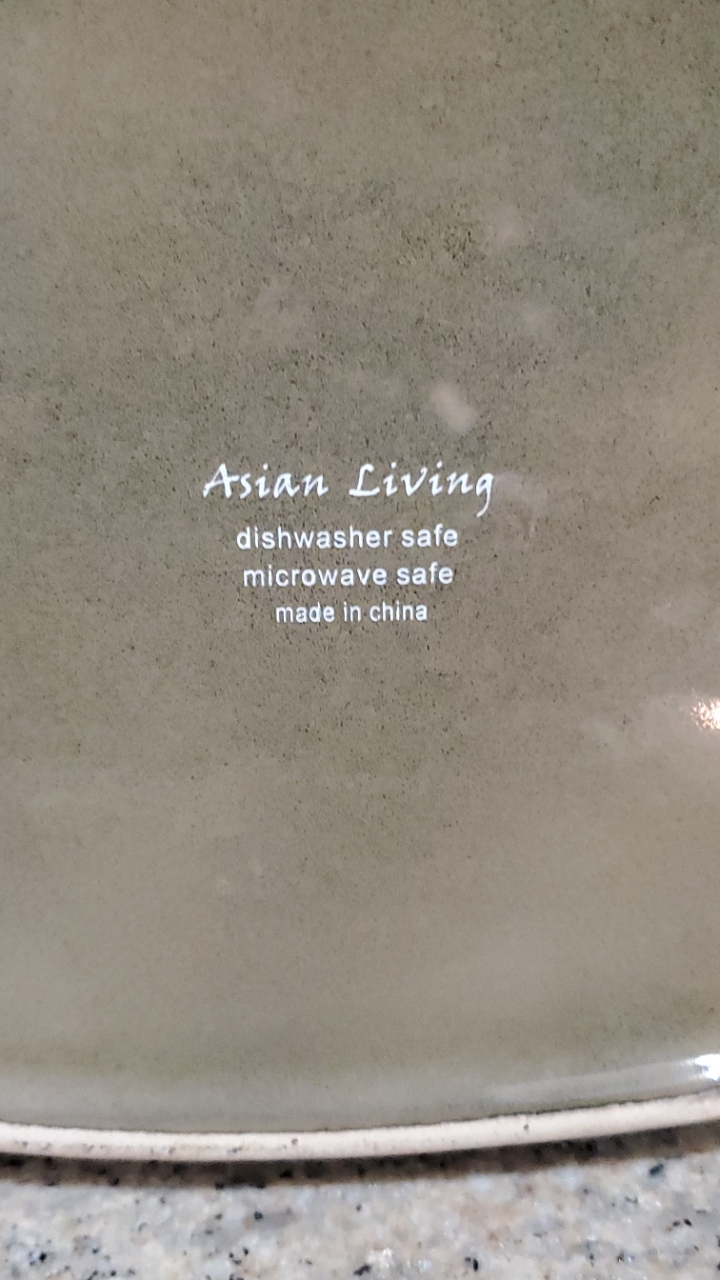 Asian Living
dishwasher safe
microwave safe
made in china